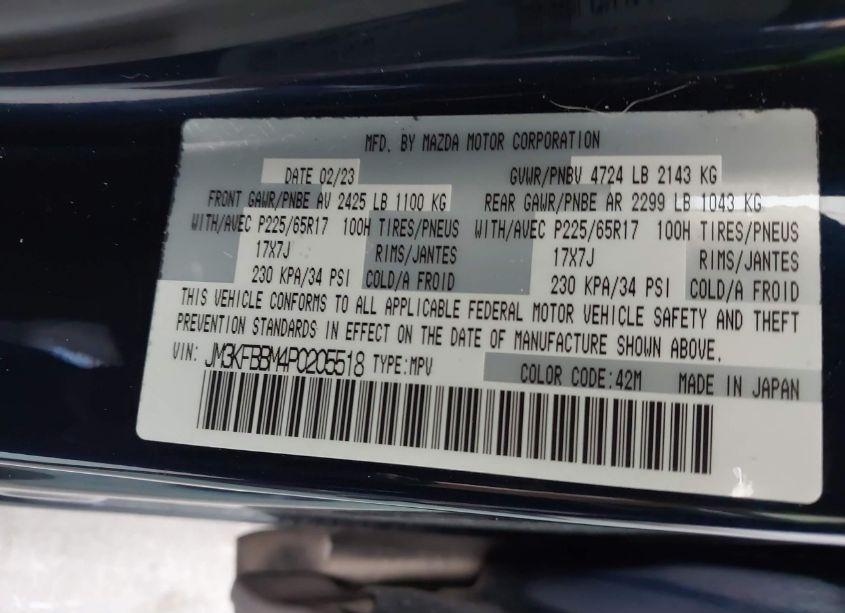 MFD. BY MAZDA MOTOR CORPORATION
DATE 02/23 GVWR/PNBV 4724 LB 2143 KG
FRONT GAWR/PNBE AV 2425 LB 1100 KG REAR GAWR/PNBE AR 2299 LB 1043 KG
WITH/AVEC P225/65R17 100H TIRES/PNEUS WITH/AVEC P225/65R17 100H TIRES/PNEUS
17X7J RIMS/JANTES 17X7J RIMS/JANTES
230 KPA/34 PSI COLD/A FROID 230 KPA/34 PSI COLD/A FROID
THIS VEHICLE CONFORMS TO ALL APPLICABLE FEDERAL MOTOR VEHICLE SAFETY AND THEFT
PREVENTION STANDARDS IN EFFECT ON THE DATE OF MANUFACTURE SHOWN ABOVE.
VIN: JM3KFBBM4P0205518 TYPE:MPV COLOR CODE:42M MADE IN JAPAN